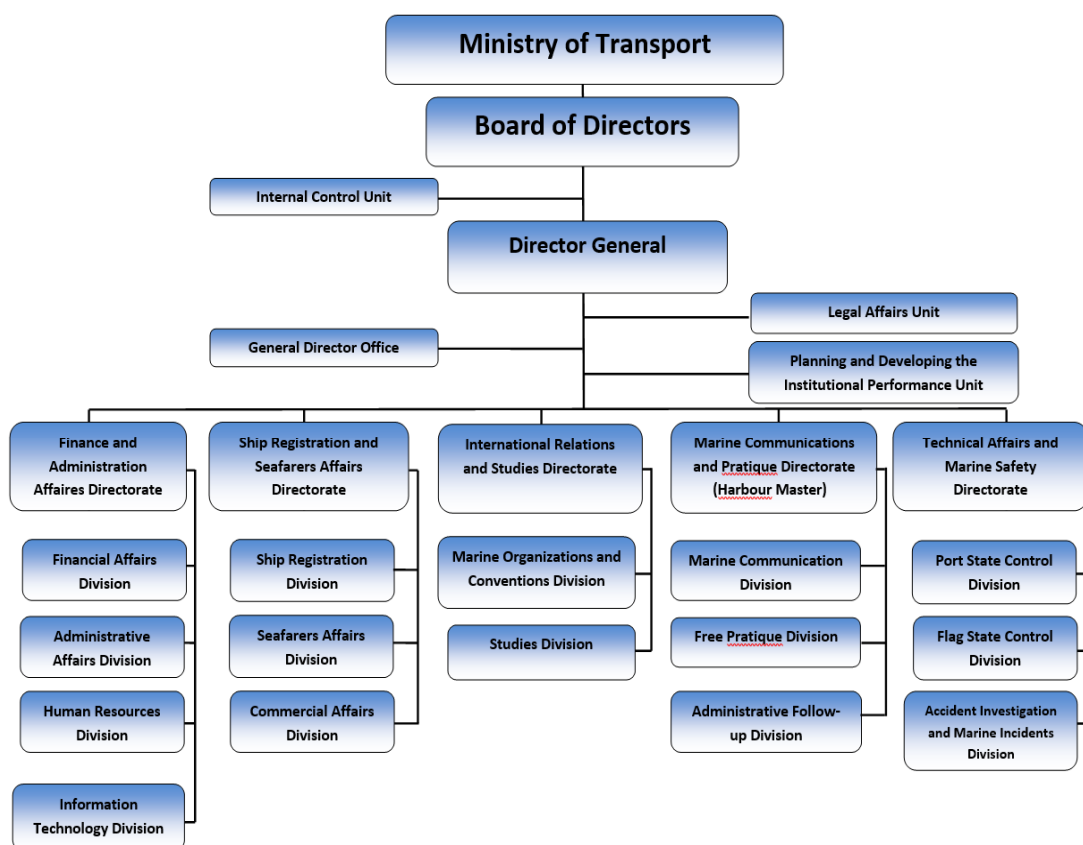 Ministry of Transport
Board of Directors
Internal Control Unit
Director General
Legal Affairs Unit
General Director Office
Planning and Developing the
Institutional Performance Unit
Finance and
Administration
Affaires Directorate
Ship Registration and
Seafarers Affairs
Directorate
International Relations
and Studies Directorate
Marine Communications
and Pratique Directorate
(Harbour Master)
Technical Affairs and
Marine Safety
Directorate
Financial Affairs
Division
Ship Registration
Division
Marine Organizations and
Conventions Division
Marine Communication
Division
Port State Control
Division
Administrative
Affairs Division
Seafarers Affairs
Division
Studies Division
Free Pratique Division
Flag State Control
Division
Human Resources
Division
Commercial Affairs
Division
Administrative Follow-
up Division
Accident Investigation
and Marine Incidents
Division
Information
Technology Division